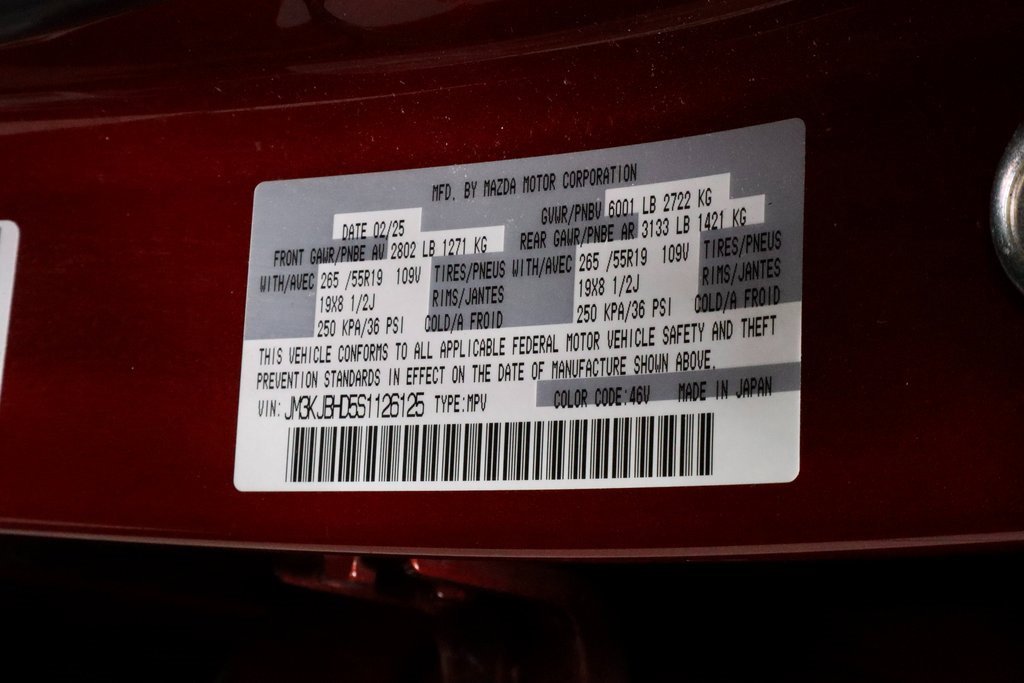 MFD. BY MAZDA MOTOR CORPORATION
DATE 02/25 GVWR/PNBV 6001 LB 2722 KG
FRONT GAWR/PNBE AV 2802 LB 1271 KG REAR GAWR/PNBE AR 3133 LB 1421 KG
WITH/AVEC 265 /55R19 109V TIRES/PNEUS WITH/AVEC 265 /55R19 109V TIRES/PNEUS
19X8 1/2J RIMS/JANTES 19X8 1/2J RIMS/JANTES
250 KPA/36 PSI COLD/A FROID 250 KPA/36 PSI COLD/A FROID
THIS VEHICLE CONFORMS TO ALL APPLICABLE FEDERAL MOTOR VEHICLE SAFETY AND THEFT
PREVENTION STANDARDS IN EFFECT ON THE DATE OF MANUFACTURE SHOWN ABOVE.
VIN: JM3KJBHD5S1126125 TYPE:MPV COLOR CODE:46V MADE IN JAPAN